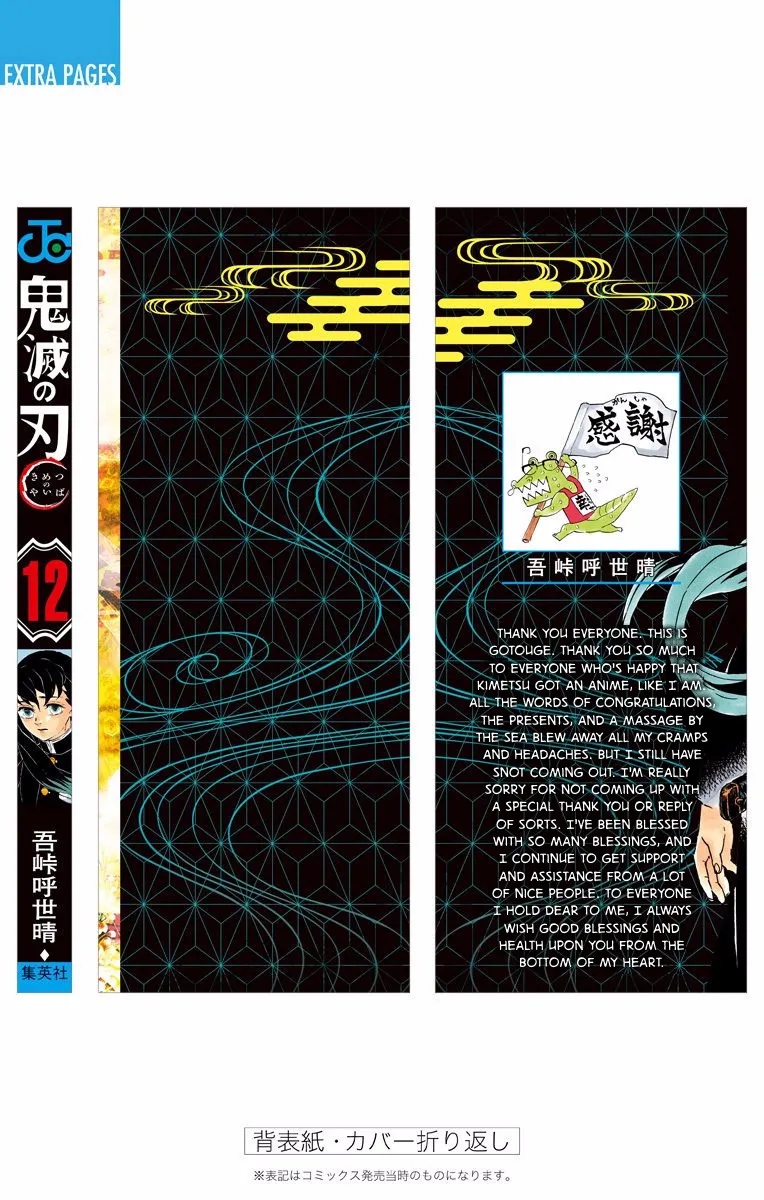 EXTRA PAGES
鬼滅の刃
きめつの
やいば
12
吾峠呼世晴
集英社
がんしゃ
感謝
吾峠呼世晴
THANK YOU EVERYONE. THIS IS
GOTOUGE. THANK YOU SO MUCH
TO EVERYONE WHO'S HAPPY THAT
KIMETSU GOT AN ANIME, LIKE I AM.
ALL THE WORDS OF CONGRATULATIONS,
THE PRESENTS, AND A MASSAGE BY
THE SEA BLEW AWAY ALL MY CRAMPS
AND HEADACHES. BUT I STILL HAVE
SNOT COMING OUT. I'M REALLY
SORRY FOR NOT COMING UP WITH
A SPECIAL THANK YOU OR REPLY
OF SORTS. I'VE BEEN BLESSED
WITH SO MANY BLESSINGS, AND
I CONTINUE TO GET SUPPORT
AND ASSISTANCE FROM A LOT
OF NICE PEOPLE. TO EVERYONE
I HOLD DEAR TO ME, I ALWAYS
WISH GOOD BLESSINGS AND
HEALTH UPON YOU FROM THE
BOTTOM OF MY HEART.
背表紙・カバー折り返し
※表記はコミックス発売当時のものになります。